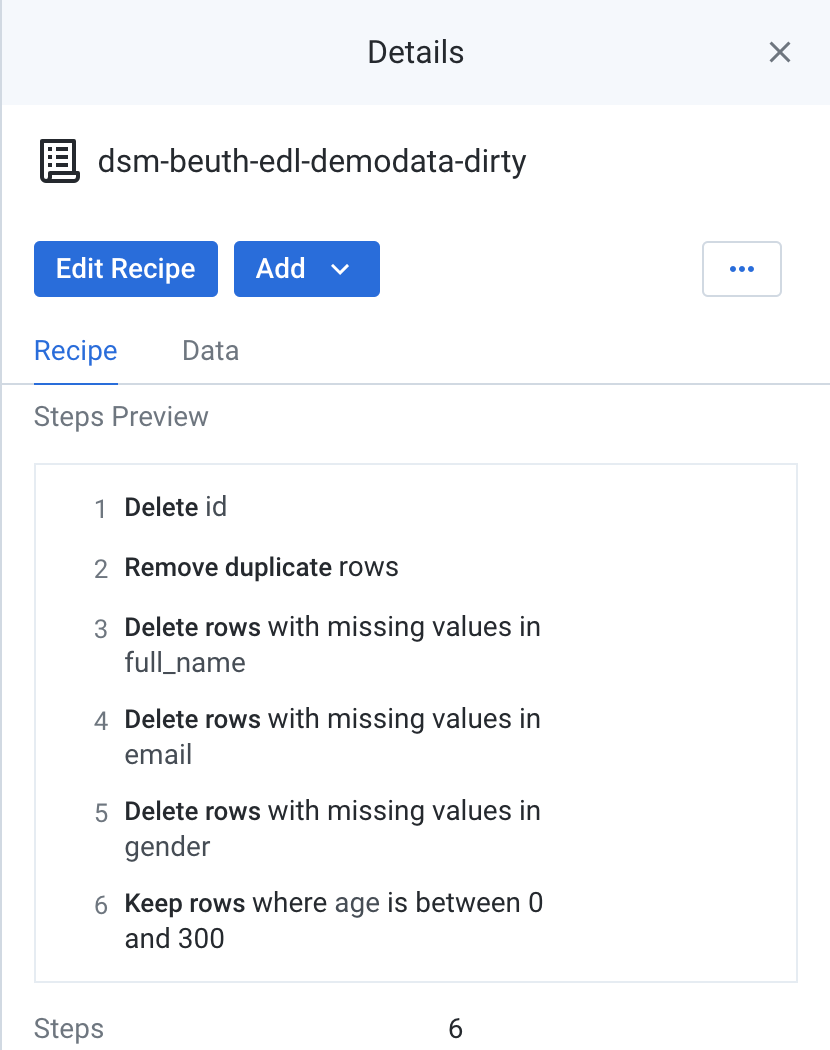 Details
dsm-beuth-edl-demodata-dirty
Edit Recipe Add
Recipe Data
Steps Preview
1 Delete id
2 Remove duplicate rows
3 Delete rows with missing values in
full_name
4 Delete rows with missing values in
email
5 Delete rows with missing values in
gender
6 Keep rows where age is between 0
and 300
Steps 6